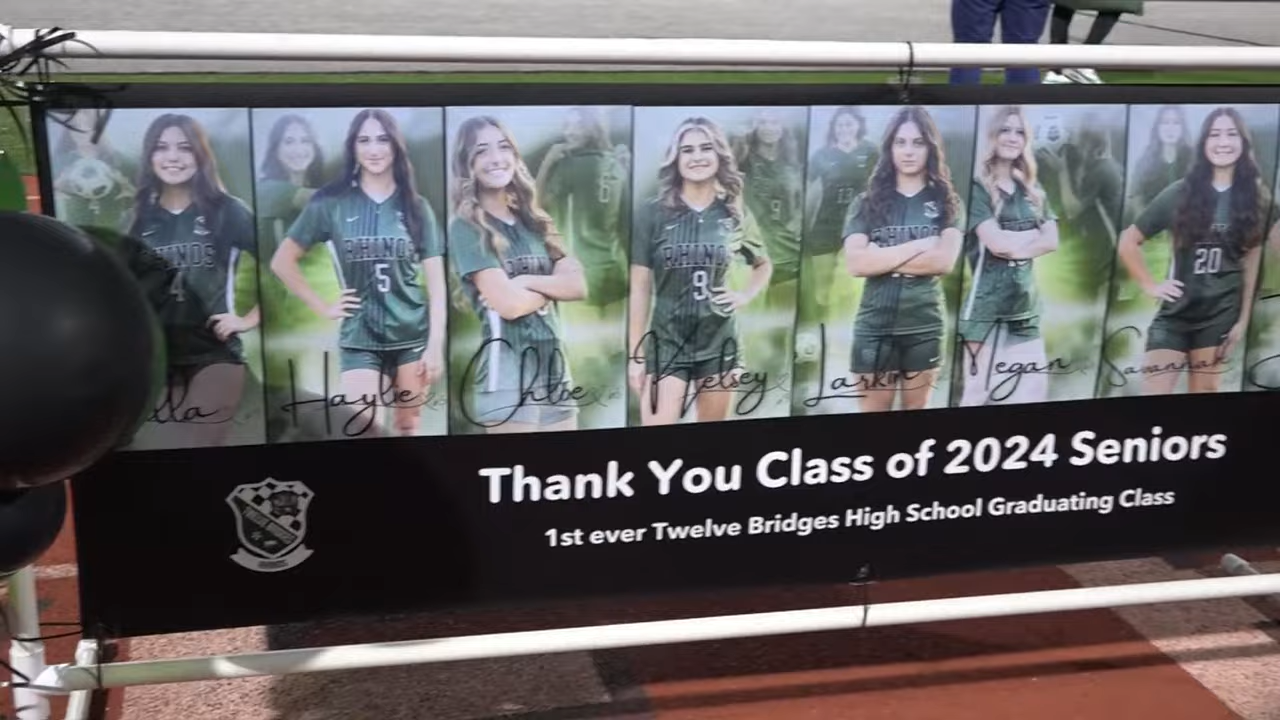 4
RHINOS
5
RHINOS
9
RHINOS
20
Haylie
Chloe
Kelsey
Larkin
Megan
Savannah
Thank You Class of 2024 Seniors
1st ever Twelve Bridges High School Graduating Class